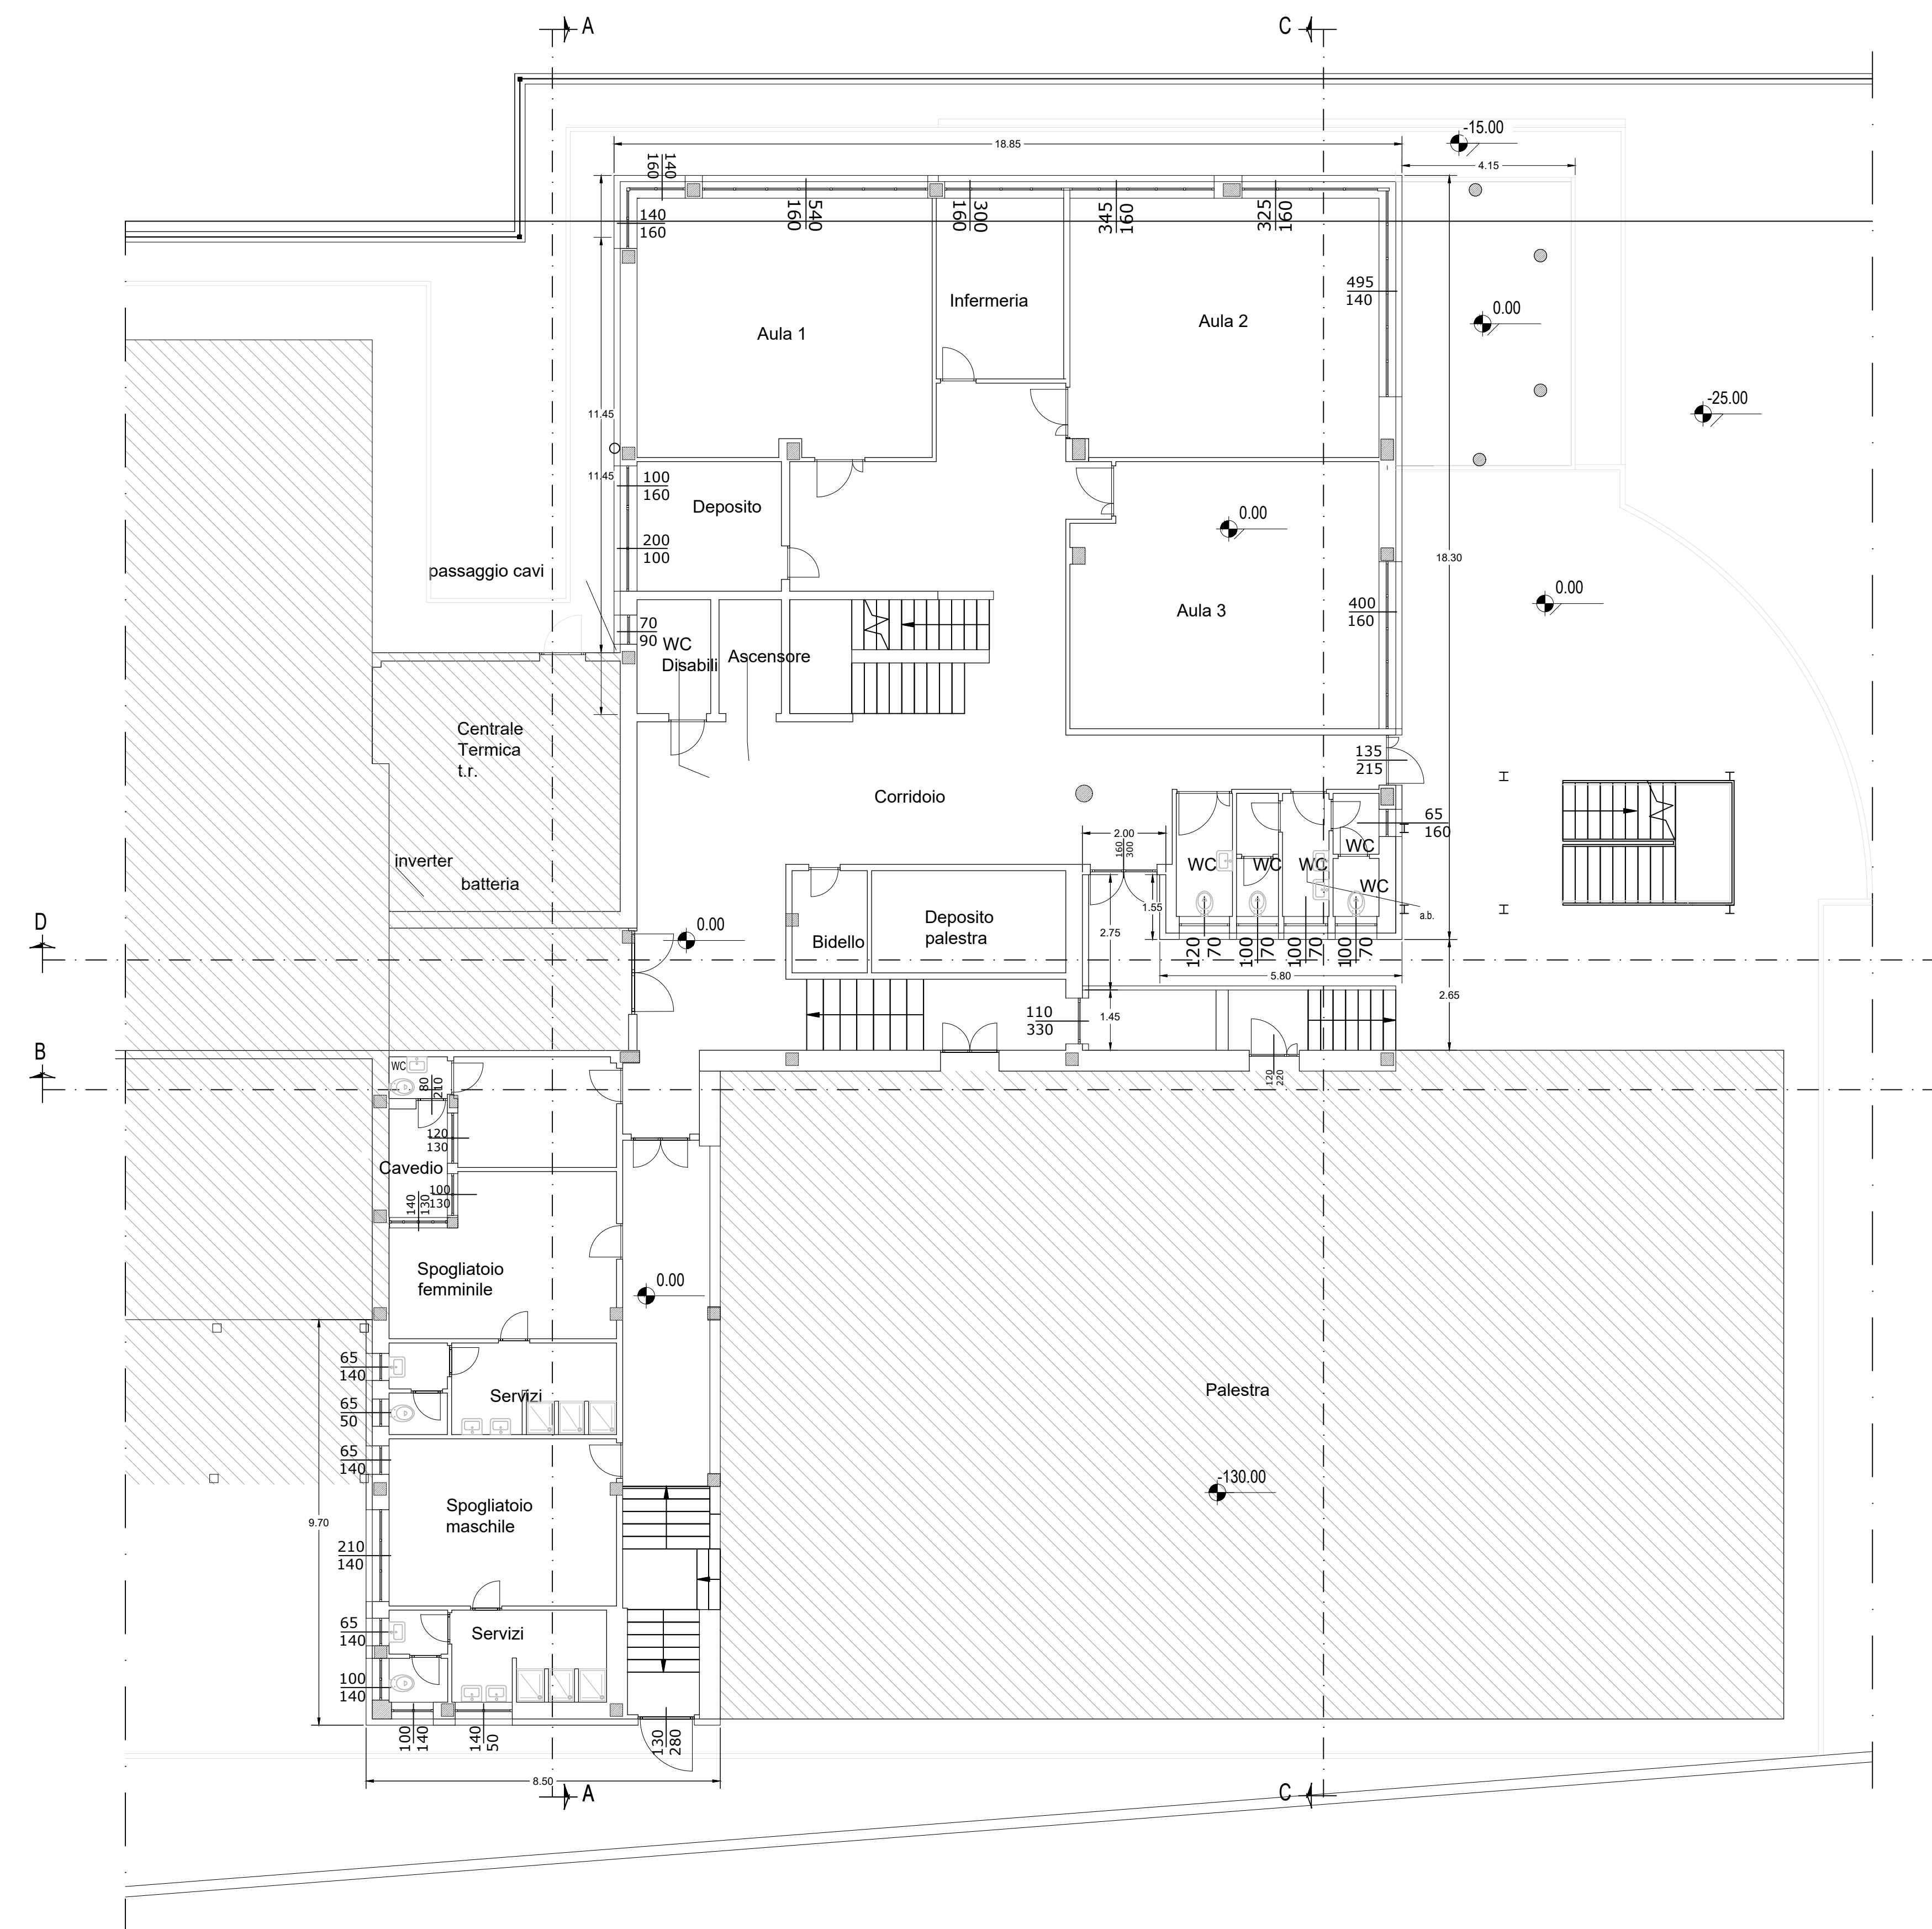 A
C
-15.00
18.85
4.15
140
160
140
160
540
160
300
160
345
160
325
160
495
140
Infermeria
0.00
Aula 1
Aula 2
-25.00
11.45
11.45
100
160
Deposito
0.00
200
100
18.30
passaggio cavi
0.00
Aula 3
400
160
70
90
WC
Disabili
Ascensore
Centrale
Termica
t.r.
135
215
Corridoio
65
160
2.00
160
300
WC
inverter
batteria
WC
WC
WC
WC
a.b.
1.55
D
0.00
Deposito
palestra
Bidello
2.75
120
70
100
70
100
70
100
70
5.80
2.65
110
330
1.45
B
WC
80
210
120
220
120
130
Cavedio
100
130
140
130
Spogliatoio
femminile
0.00
65
140
Servizi
Palestra
65
50
65
140
-130.00
Spogliatoio
maschile
9.70
210
140
65
140
Servizi
100
140
100
140
140
50
130
280
8.50
A
C